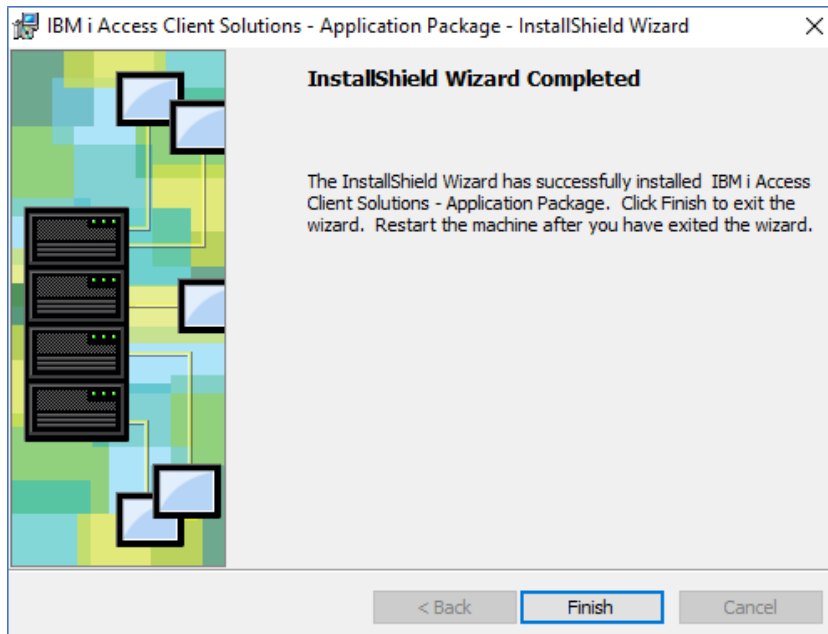 IBM i Access Client Solutions - Application Package - InstallShield Wizard
InstallShield Wizard Completed
The InstallShield Wizard has successfully installed IBM i Access
Client Solutions - Application Package. Click Finish to exit the
wizard. Restart the machine after you have exited the wizard.
< Back Finish Cancel